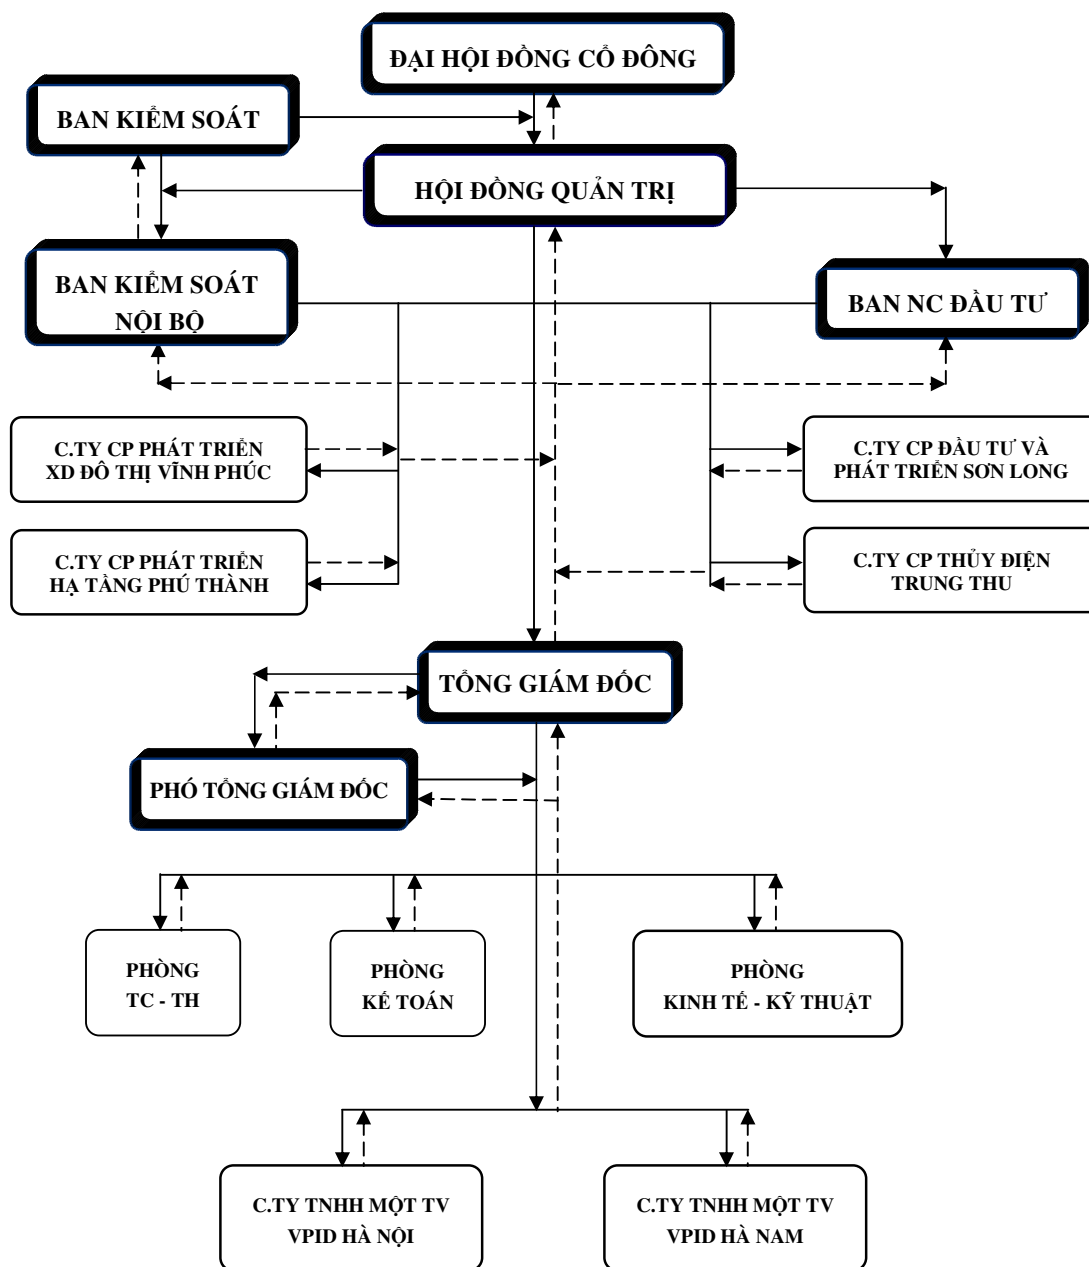 ĐẠI HỘI ĐỒNG CỔ ĐÔNG
BAN KIỂM SOÁT
HỘI ĐỒNG QUẢN TRỊ
BAN KIỂM SOÁT
NỘI BỘ
BAN NC ĐẦU TƯ
C.TY CP PHÁT TRIỂN
XD ĐÔ THỊ VĨNH PHÚC
C.TY CP ĐẦU TƯ VÀ
PHÁT TRIỂN SƠN LONG
C.TY CP PHÁT TRIỂN
HẠ TẦNG PHÚ THÀNH
C.TY CP THỦY ĐIỆN
TRUNG THU
TỔNG GIÁM ĐỐC
PHÓ TỔNG GIÁM ĐỐC
PHÒNG
TC - TH
PHÒNG
KẾ TOÁN
PHÒNG
KINH TẾ - KỸ THUẬT
C.TY TNHH MỘT TV
VPID HÀ NỘI
C.TY TNHH MỘT TV
VPID HÀ NAM